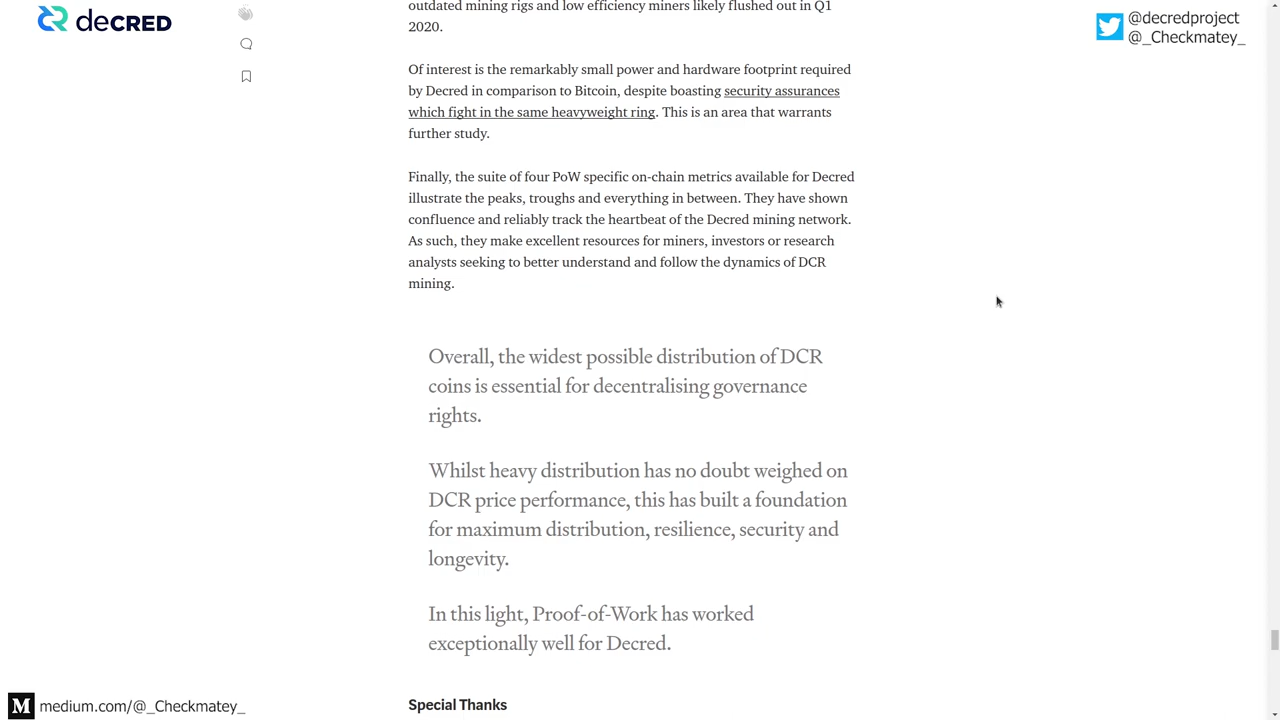 decred
@decredproject
@_Checkmatey_
outdated mining rigs and low efficiency miners likely flushed out in Q1
2020.
Of interest is the remarkably small power and hardware footprint required
by Decred in comparison to Bitcoin, despite boasting security assurances
which fight in the same heavyweight ring. This is an area that warrants
further study.
Finally, the suite of four PoW specific on-chain metrics available for Decred
illustrate the peaks, troughs and everything in between. They have shown
confluence and reliably track the heartbeat of the Decred mining network.
As such, they make excellent resources for miners, investors or research
analysts seeking to better understand and follow the dynamics of DCR
mining.
Overall, the widest possible distribution of DCR
coins is essential for decentralising governance
rights.
Whilst heavy distribution has no doubt weighed on
DCR price performance, this has built a foundation
for maximum distribution, resilience, security and
longevity.
In this light, Proof-of-Work has worked
exceptionally well for Decred.
Special Thanks
M medium.com/@_Checkmatey_